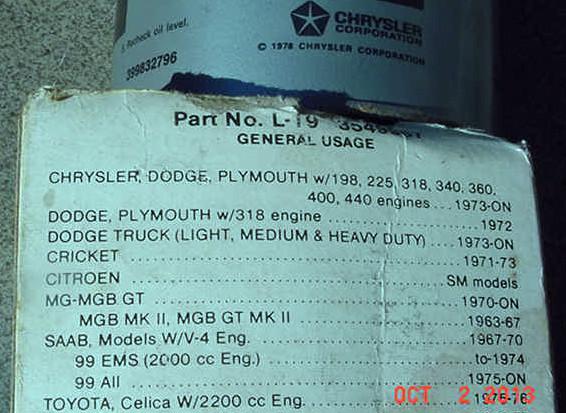 CHRYSLER
CORPORATION
© 1978 CHRYSLER CORPORATION
5. Recheck oil level.
399832796
Part No. L-19
GENERAL USAGE
CHRYSLER, DODGE, PLYMOUTH w/198, 225, 318, 340, 360,
400, 440 engines ... 1973-ON
DODGE, PLYMOUTH w/318 engine ... 1972
DODGE TRUCK (LIGHT, MEDIUM & HEAVY DUTY) ... 1973-ON
CRICKET ... 1971-73
CITROEN ... SM models
MG-MGB GT ... 1970-ON
MGB MK II, MGB GT MK II ... 1963-67
SAAB, Models W/V-4 Eng. ... 1967-70
99 EMS (2000 cc Eng.) ... to-1974
99 All ... 1975-ON
TOYOTA, Celica W/2200 cc Eng.
OCT 2 2013